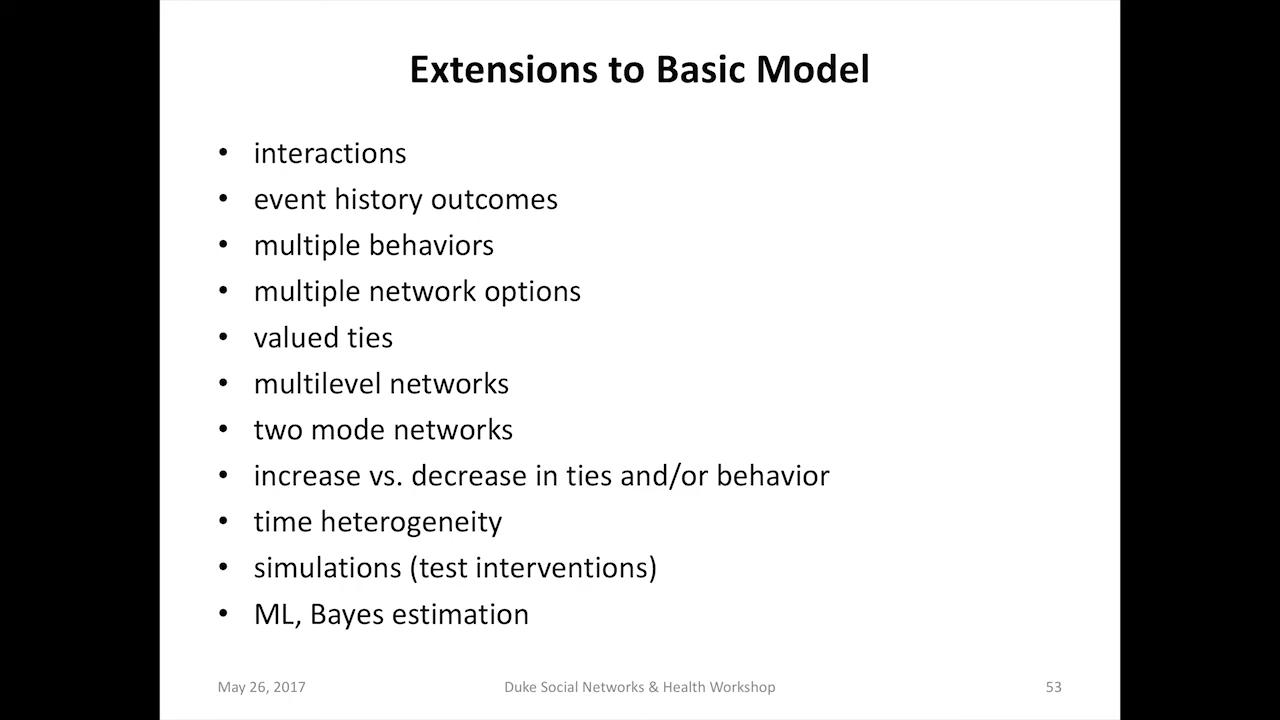 Extensions to Basic Model
• interactions
• event history outcomes
• multiple behaviors
• multiple network options
• valued ties
• multilevel networks
• two mode networks
• increase vs. decrease in ties and/or behavior
• time heterogeneity
• simulations (test interventions)
• ML, Bayes estimation
May 26, 2017 Duke Social Networks & Health Workshop 53